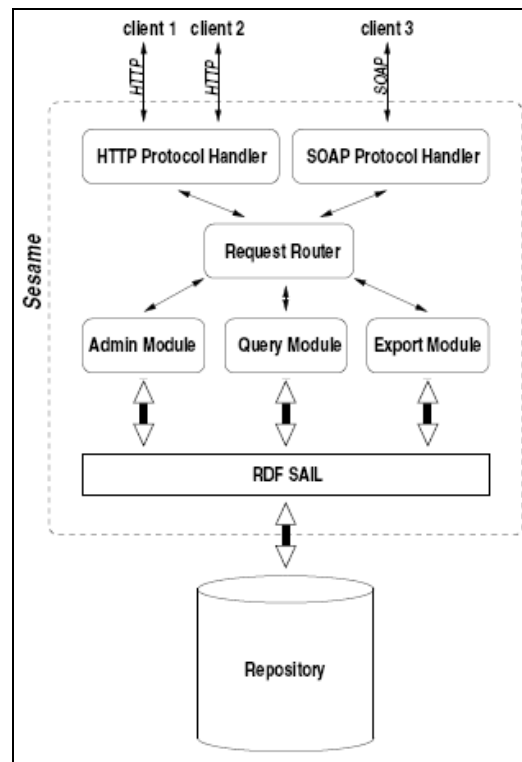 client 1 client 2 client 3
HTTP HTTP SOAP
HTTP Protocol Handler SOAP Protocol Handler
Request Router
Sesame
Admin Module Query Module Export Module
RDF SAIL
Repository